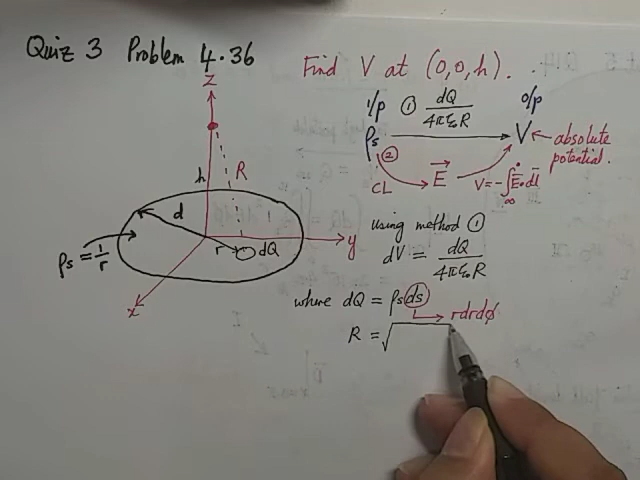 Quiz 3 Problem 4.36
Find V at (0,0,h).
i/p ① dQ/4πε₀R o/p
ρs → V ← absolute potential.
② CL → E⃗ V = -∫∞ E⃗·dl⃗
z
h
R
d
r
dQ
y
x
ρs = 1/r
using method ①
dV = dQ/4πε₀R
where dQ = ρs ds
→ rdrdφ
R = √